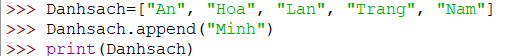 >>> Danhsach=["An", "Hoa", "Lan", "Trang", "Nam"]
>>> Danhsach.append("Minh")
>>> print(Danhsach)